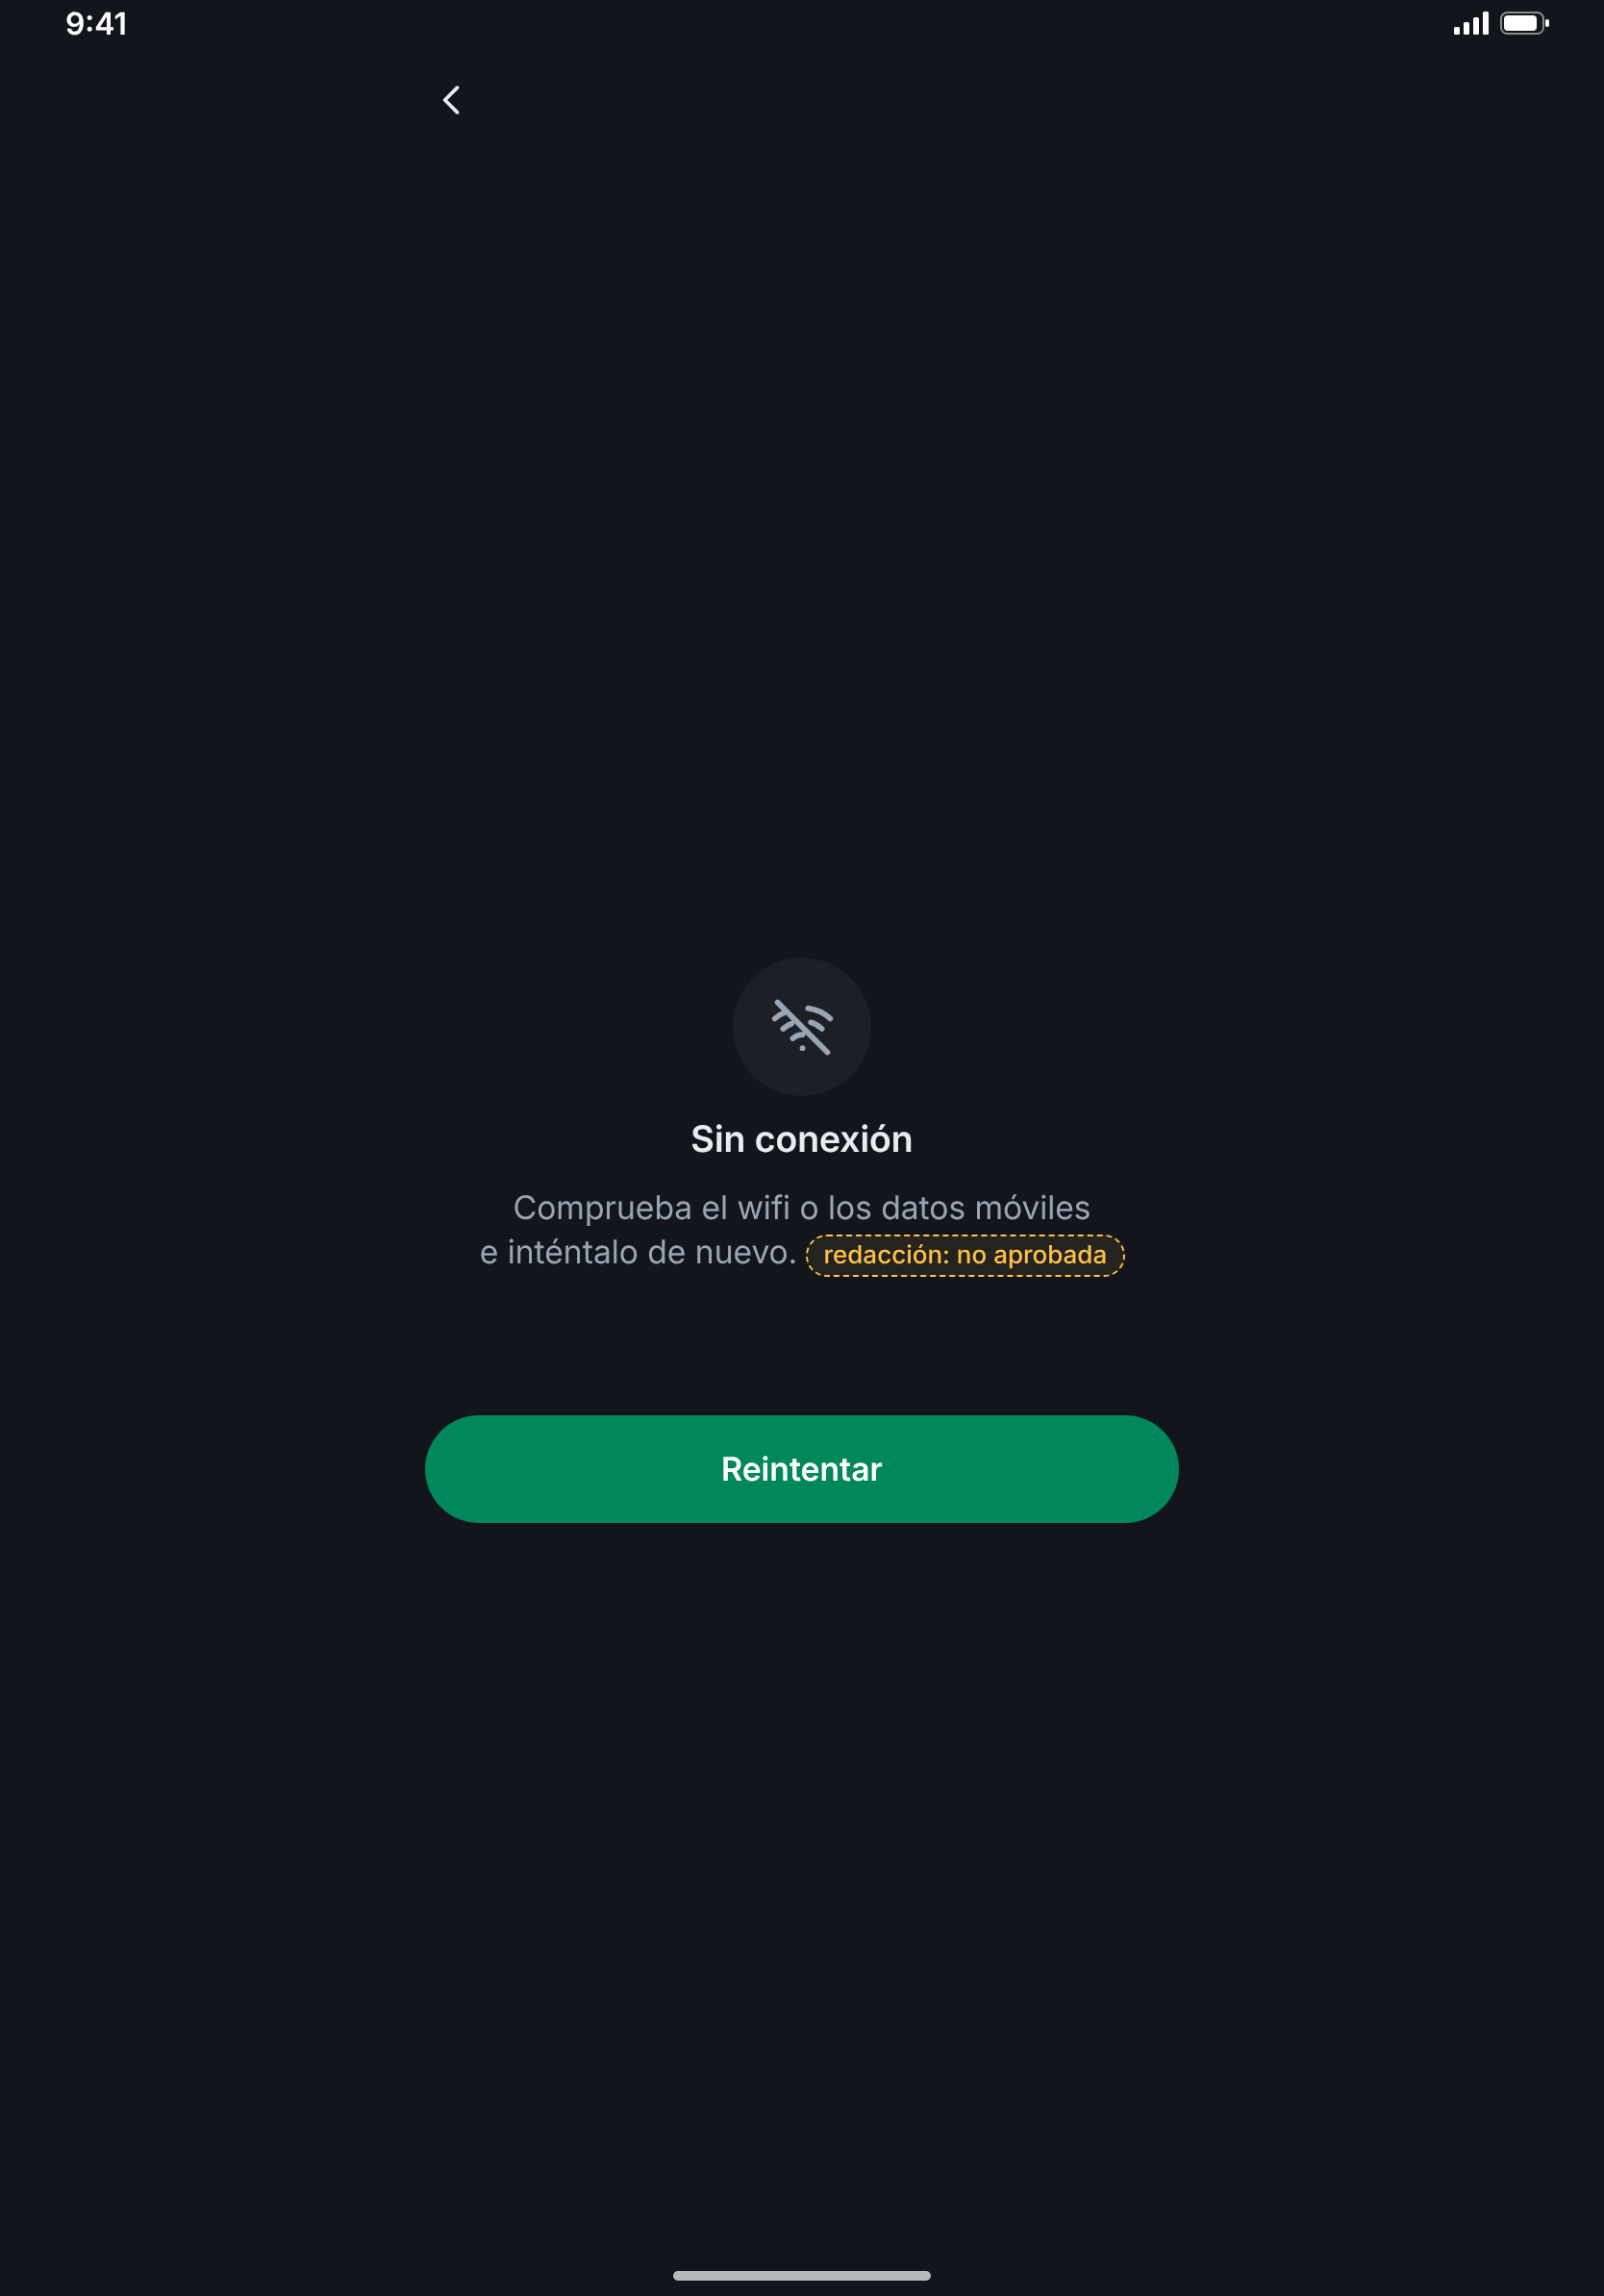 9:41
Sin conexión
Comprueba el wifi o los datos móviles
e inténtalo de nuevo. redacción: no aprobada
Reintentar